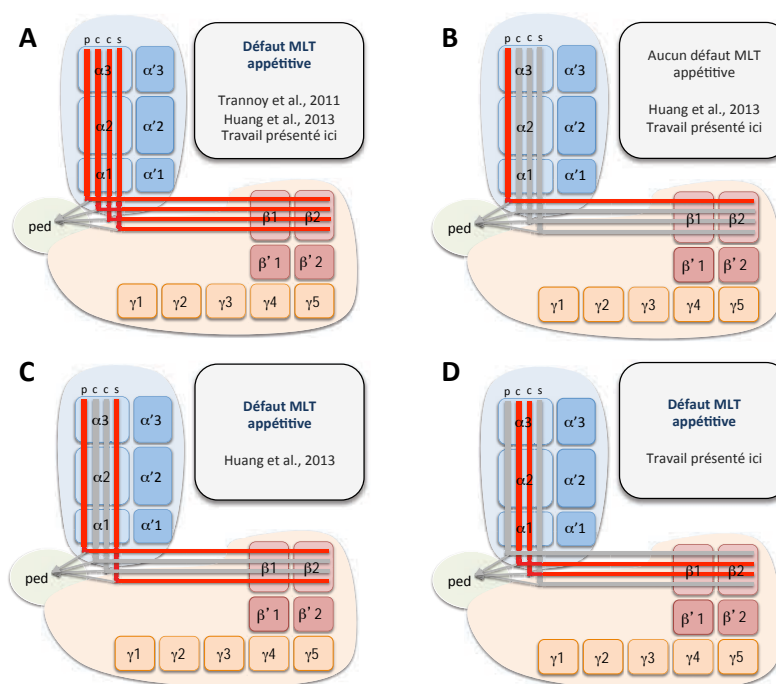 A
p c c s
α3 α'3
α2 α'2
α1 α'1
ped
β1 β2
β'1 β'2
γ1 γ2 γ3 γ4 γ5
Défaut MLT
appétitive
Trannoy et al., 2011
Huang et al., 2013
Travail présenté ici
B
p c c s
α3 α'3
α2 α'2
α1 α'1
ped
β1 β2
β'1 β'2
γ1 γ2 γ3 γ4 γ5
Aucun défaut MLT
appétitive
Huang et al., 2013
Travail présenté ici
C
p c c s
α3 α'3
α2 α'2
α1 α'1
ped
β1 β2
β'1 β'2
γ1 γ2 γ3 γ4 γ5
Défaut MLT
appétitive
Huang et al., 2013
D
p c c s
α3 α'3
α2 α'2
α1 α'1
ped
β1 β2
β'1 β'2
γ1 γ2 γ3 γ4 γ5
Défaut MLT
appétitive
Travail présenté ici